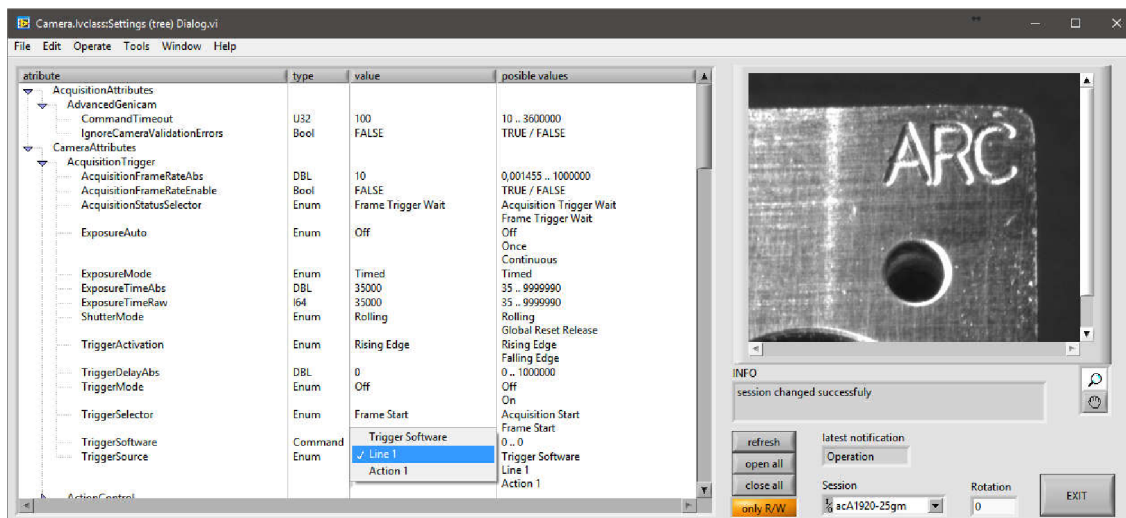 Camera.lvclass:Settings (tree) Dialog.vi
File Edit Operate Tools Window Help
atribute type value posible values
AcquisitionAttributes
AdvancedGenicam
CommandTimeout U32 100 10 .. 3600000
IgnoreCameraValidationErrors Bool FALSE TRUE / FALSE
CameraAttributes
AcquisitionTrigger
AcquisitionFrameRateAbs DBL 10 0,001455 .. 1000000
AcquisitionFrameRateEnable Bool FALSE TRUE / FALSE
AcquisitionStatusSelector Enum Frame Trigger Wait Acquisition Trigger Wait
Frame Trigger Wait
ExposureAuto Enum Off Off
Once
Continuous
ExposureMode Enum Timed Timed
ExposureTimeAbs DBL 35000 35 .. 9999990
ExposureTimeRaw I64 35000 35 .. 9999990
ShutterMode Enum Rolling Rolling
Global Reset Release
TriggerActivation Enum Rising Edge Rising Edge
Falling Edge
TriggerDelayAbs DBL 0 0 .. 1000000
TriggerMode Enum Off Off
On
TriggerSelector Enum Frame Start Acquisition Start
Frame Start
TriggerSoftware Command 0 .. 0
TriggerSource Enum Trigger Software
Line 1
Action 1
ActionControl
Trigger Software
✓ Line 1
Action 1
ARC
INFO
session changed successfuly
refresh
open all
close all
only R/W
latest notification
Operation
Session
acA1920-25gm
Rotation
0
EXIT